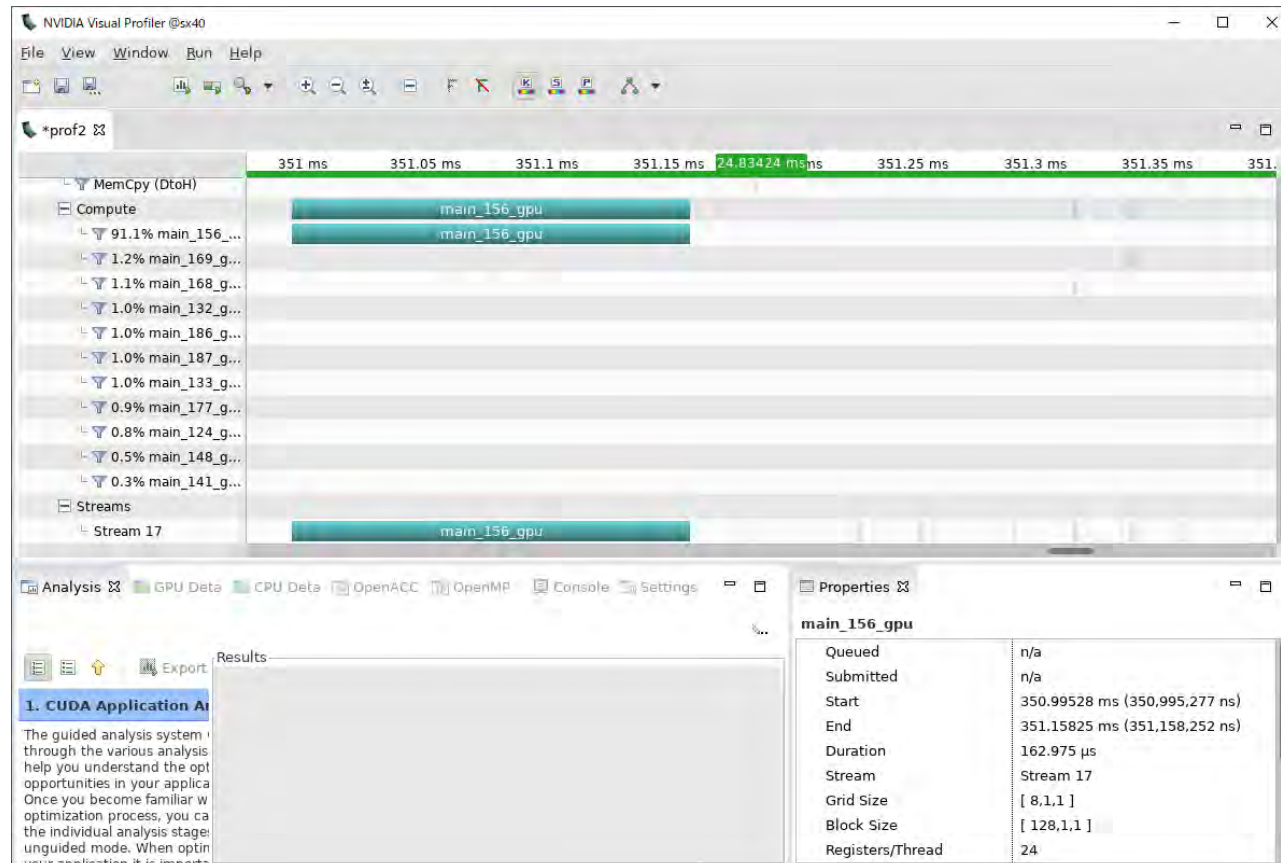 NVIDIA Visual Profiler @sx40
File View Window Run Help
*prof2
351 ms 351.05 ms 351.1 ms 351.15 ms 24.83424 ms ms 351.25 ms 351.3 ms 351.35 ms 351.
MemCpy (DtoH)
Compute main_156_gpu
91.1% main_156_... main_156_gpu
1.2% main_169_g...
1.1% main_168_g...
1.0% main_132_g...
1.0% main_186_g...
1.0% main_187_g...
1.0% main_133_g...
0.9% main_177_g...
0.8% main_124_g...
0.5% main_148_g...
0.3% main_141_g...
Streams
Stream 17 main_156_gpu
Analysis GPU Data CPU Data OpenACC OpenMP Console Settings
Export
Results
1. CUDA Application An
The guided analysis system
through the various analysis
help you understand the opt
opportunities in your applica
Once you become familiar w
optimization process, you ca
the individual analysis stage
unguided mode. When optin
Properties
main_156_gpu
Queued n/a
Submitted n/a
Start 350.99528 ms (350,995,277 ns)
End 351.15825 ms (351,158,252 ns)
Duration 162.975 µs
Stream Stream 17
Grid Size [ 8,1,1 ]
Block Size [ 128,1,1 ]
Registers/Thread 24